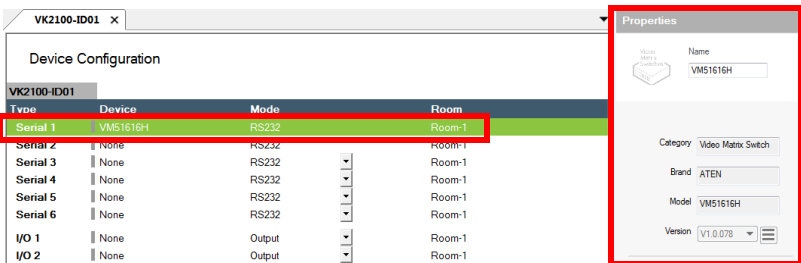 VK2100-ID01 X
Device Configuration
VK2100-ID01
Type Device Mode Room
Serial 1 VM51616H RS232 Room-1
Serial 2 None RS232 Room-1
Serial 3 None RS232 Room-1
Serial 4 None RS232 Room-1
Serial 5 None RS232 Room-1
Serial 6 None RS232 Room-1
I/O 1 None Output Room-1
I/O 2 None Output Room-1
Properties
Video
Matrix
Switch
Name
VM51616H
Category Video Matrix Switch
Brand ATEN
Model VM51616H
Version V1.0.078